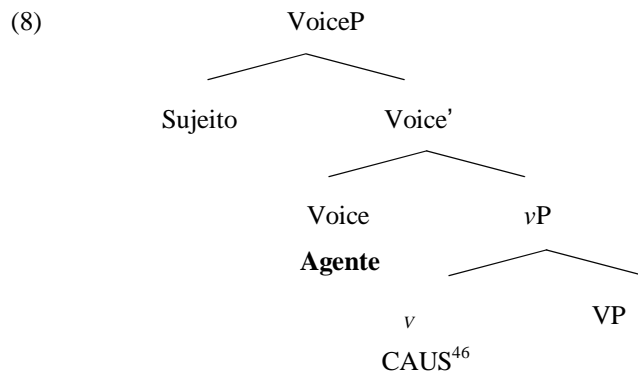 (8) VoiceP
Sujeito Voice’
Voice vP
Agente
v VP
CAUS46